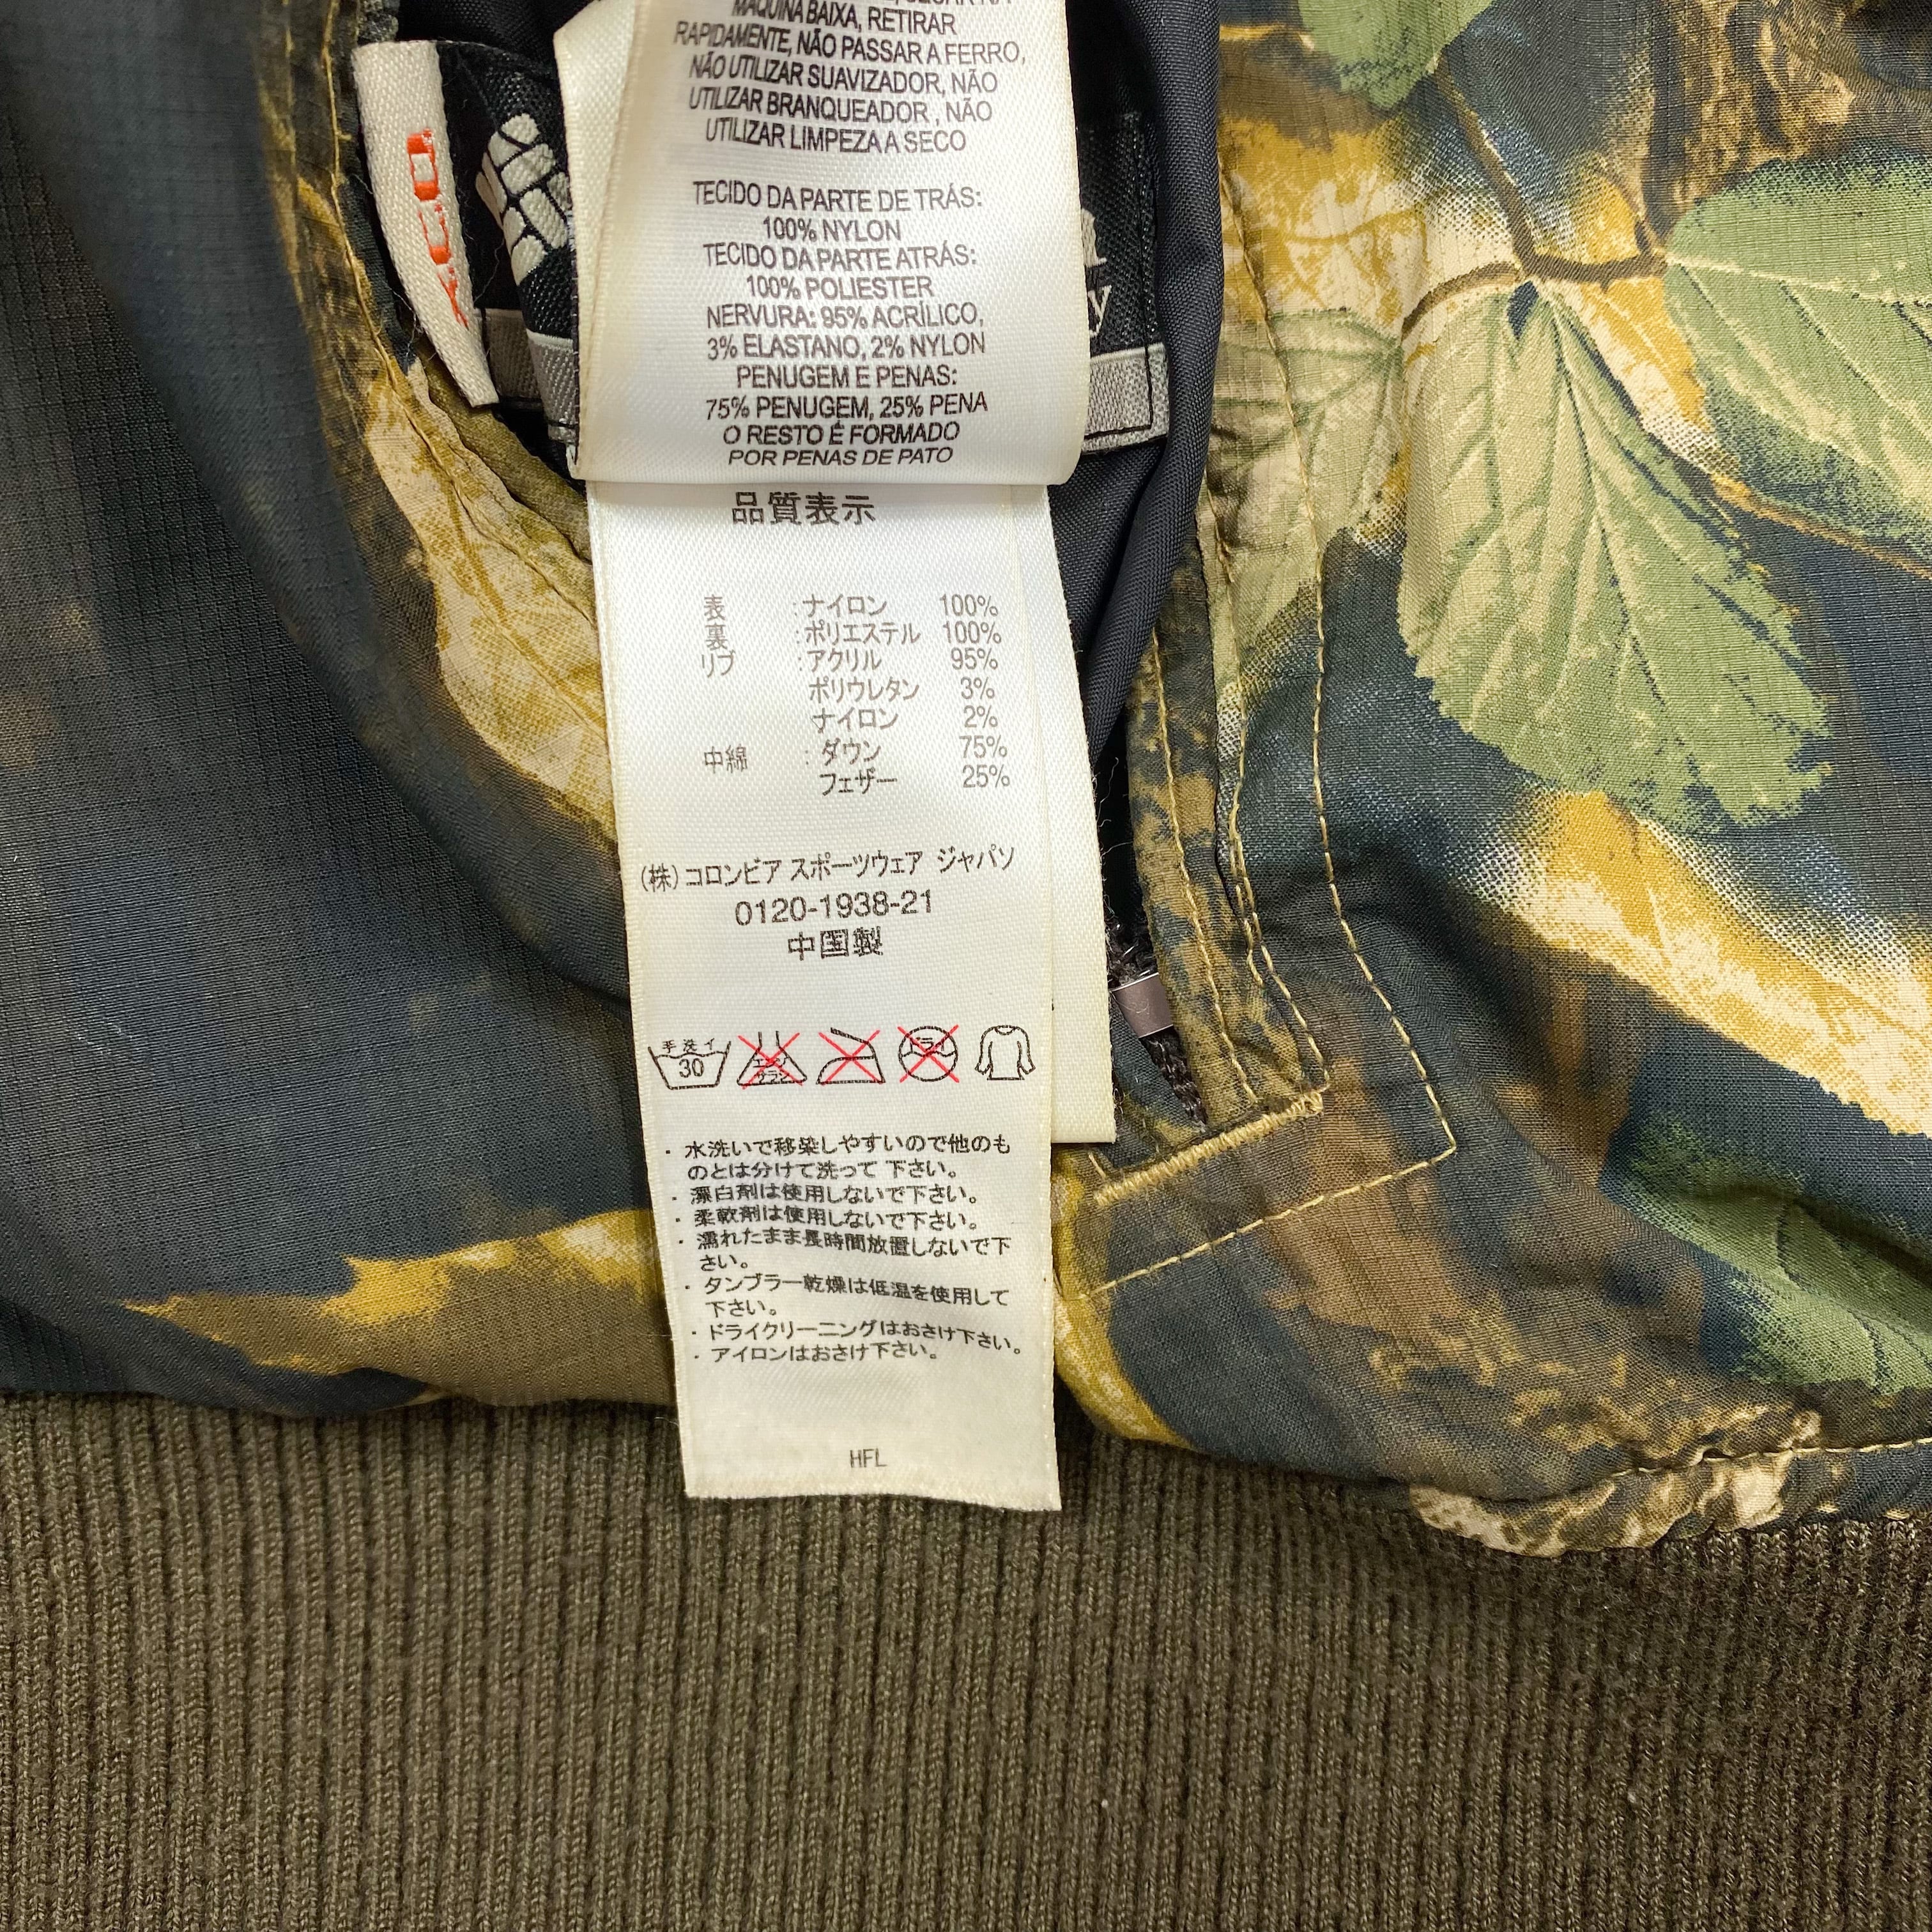 MÁQUINA BAIXA, RETIRAR
RAPIDAMENTE, NÃO PASSAR A FERRO,
NÃO UTILIZAR SUAVIZADOR, NÃO
UTILIZAR BRANQUEADOR , NÃO
UTILIZAR LIMPEZA A SECO
TECIDO DA PARTE DE TRÁS:
100% NYLON
TECIDO DA PARTE ATRÁS:
100% POLIESTER
NERVURA: 95% ACRÍLICO,
3% ELASTANO, 2% NYLON
PENUGEM E PENAS:
75% PENUGEM, 25% PENA
O RESTO É FORMADO
POR PENAS DE PATO
品質表示
表 : ナイロン 100%
裏 : ポリエステル 100%
リブ : アクリル 95%
ポリウレタン 3%
ナイロン 2%
中綿 : ダウン 75%
フェザー 25%
(株) コロンビア スポーツウェア ジャパン
0120-1938-21
中国製
手洗イ
30
エンソ
サラシ
ドライ
・水洗いで移染しやすいので他のも
のとは分けて洗って 下さい。
・漂白剤は使用しないで下さい。
・柔軟剤は使用しないで下さい。
・濡れたまま長時間放置しないで下
さい。
・タンブラー乾燥は低温を使用して
下さい。
・ドライクリーニングはおさけ下さい。
・アイロンはおさけ下さい。
HFL